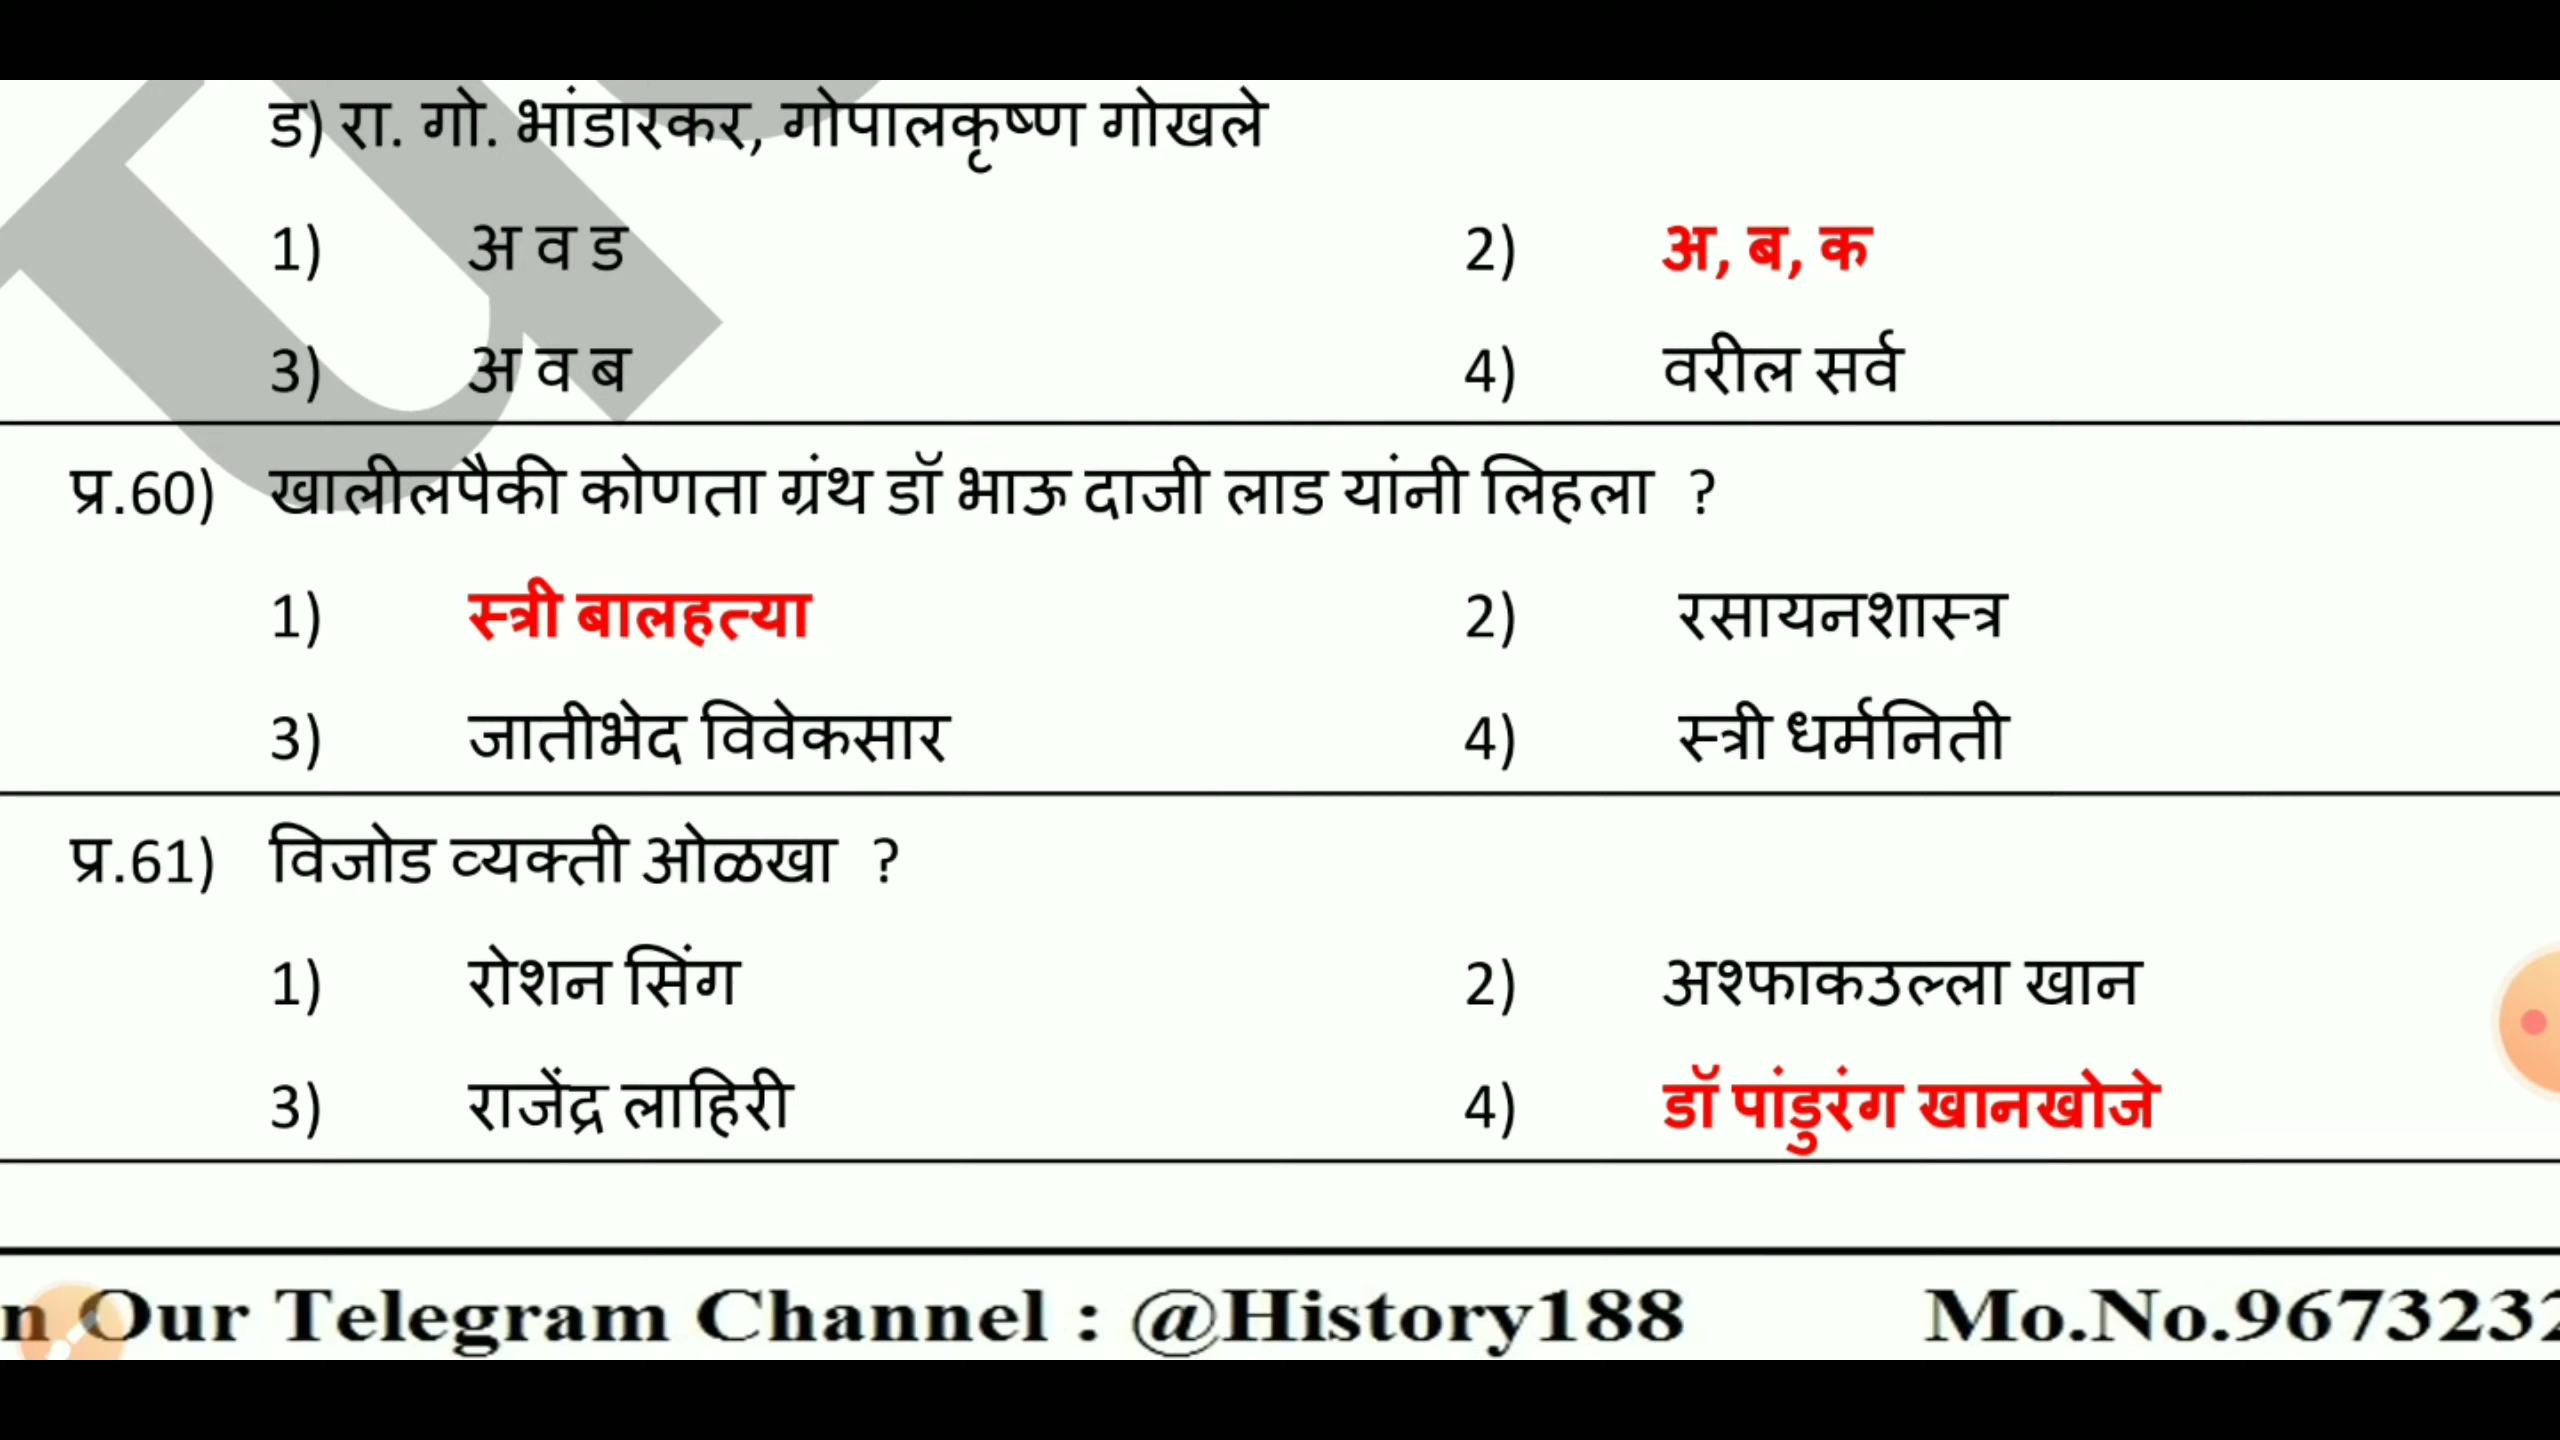 ड) रा. गो. भांडारकर, गोपालकृष्ण गोखले
1) अ व ड 2) अ, ब, क
3) अ व ब 4) वरील सर्व
प्र.60) खालीलपैकी कोणता ग्रंथ डॉ भाऊ दाजी लाड यांनी लिहला ?
1) स्त्री बालहत्या 2) रसायनशास्त्र
3) जातीभेद विवेकसार 4) स्त्री धर्मनिती
प्र.61) विजोड व्यक्ती ओळखा ?
1) रोशन सिंग 2) अश्फाकउल्ला खान
3) राजेंद्र लाहिरी 4) डॉ पांडुरंग खानखोजे
n Our Telegram Channel : @History188 Mo.No.9673232